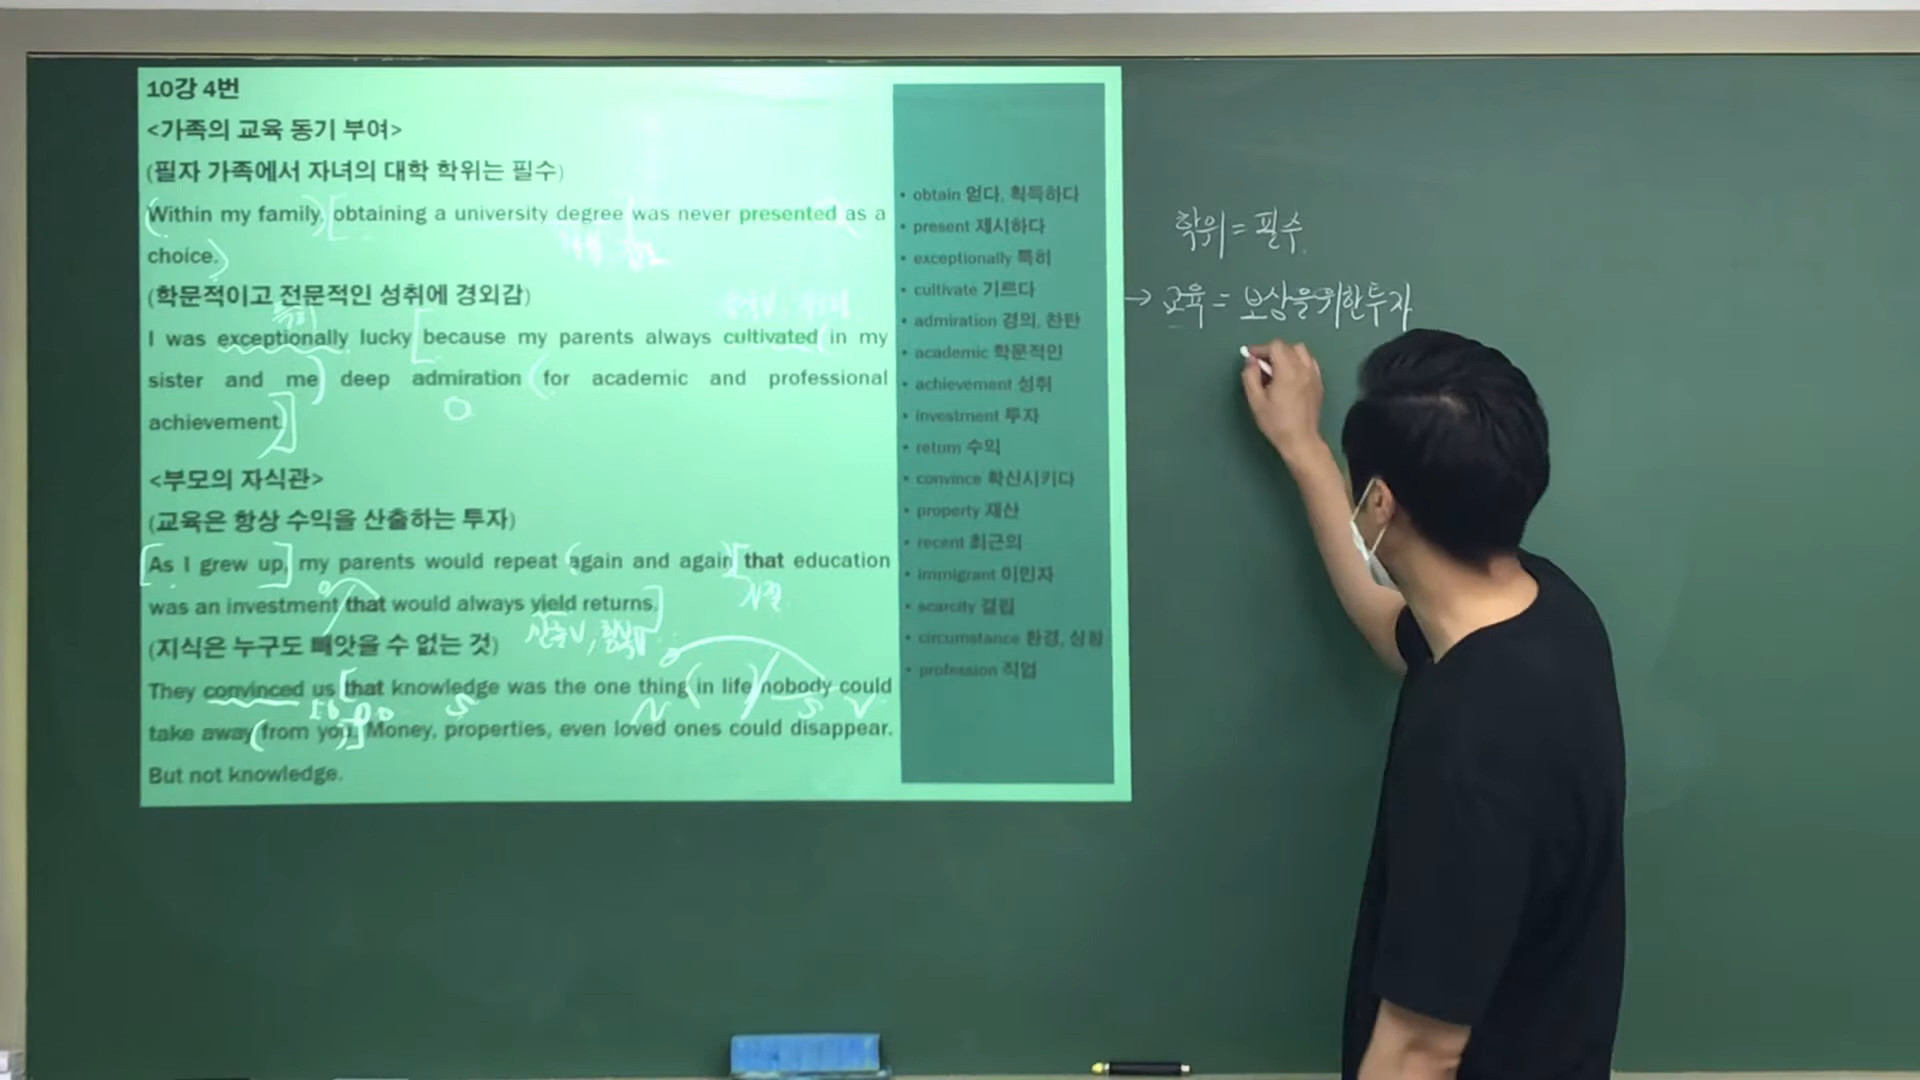 10강 4번
<가족의 교육 동기 부여>
(필자 가족에서 자녀의 대학 학위는 필수)
Within my family, obtaining a university degree was never presented as a
choice.
(학문적이고 전문적인 성취에 경외감)
특히
I was exceptionally lucky because my parents always cultivated in my
sister and me deep admiration for academic and professional
achievement.
<부모의 자식관>
(교육은 항상 수익을 산출하는 투자)
As I grew up, my parents would repeat again and again that education
was an investment that would always yield returns.
(지식은 누구도 빼앗을 수 없는 것)
They convinced us that knowledge was the one thing in life nobody could
S N S V
take away from you. Money, properties, even loved ones could disappear.
But not knowledge.
• obtain 얻다, 획득하다
• present 제시하다
• exceptionally 특히
• cultivate 기르다
• admiration 경의, 찬탄
• academic 학문적인
• achievement 성취
• investment 투자
• return 수익
• convince 확신시키다
• property 재산
• recent 최근의
• immigrant 이민자
• scarcity 결핍
• circumstance 환경, 상황
• profession 직업
학위 = 필수
→ 교육 = 보상을 위한 투자